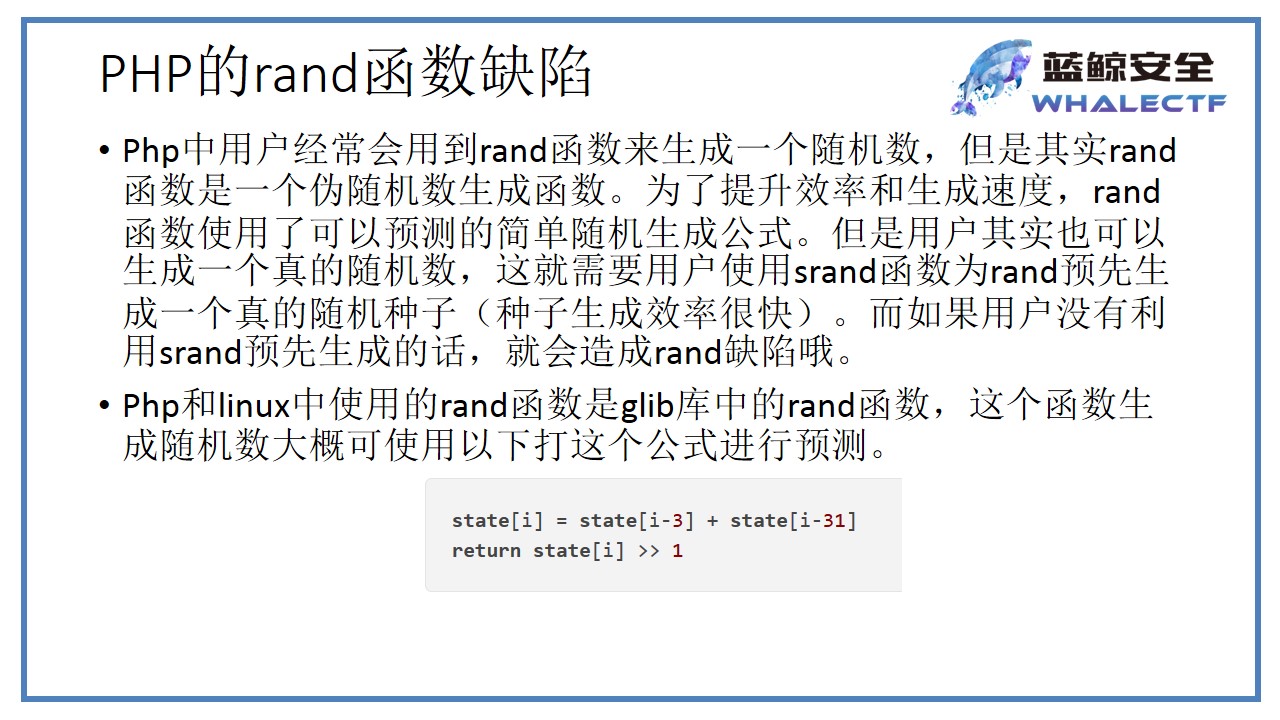 PHP的rand函数缺陷
蓝鲸安全
WHALECTF
• Php中用户经常会用到rand函数来生成一个随机数，但是其实rand
函数是一个伪随机数生成函数。为了提升效率和生成速度，rand
函数使用了可以预测的简单随机生成公式。但是用户其实也可以
生成一个真的随机数，这就需要用户使用srand函数为rand预先生
成一个真的随机种子（种子生成效率很快）。而如果用户没有利
用srand预先生成的话，就会造成rand缺陷哦。
• Php和linux中使用的rand函数是glib库中的rand函数，这个函数生
成随机数大概可使用以下打这个公式进行预测。
state[i] = state[i-3] + state[i-31]
return state[i] >> 1